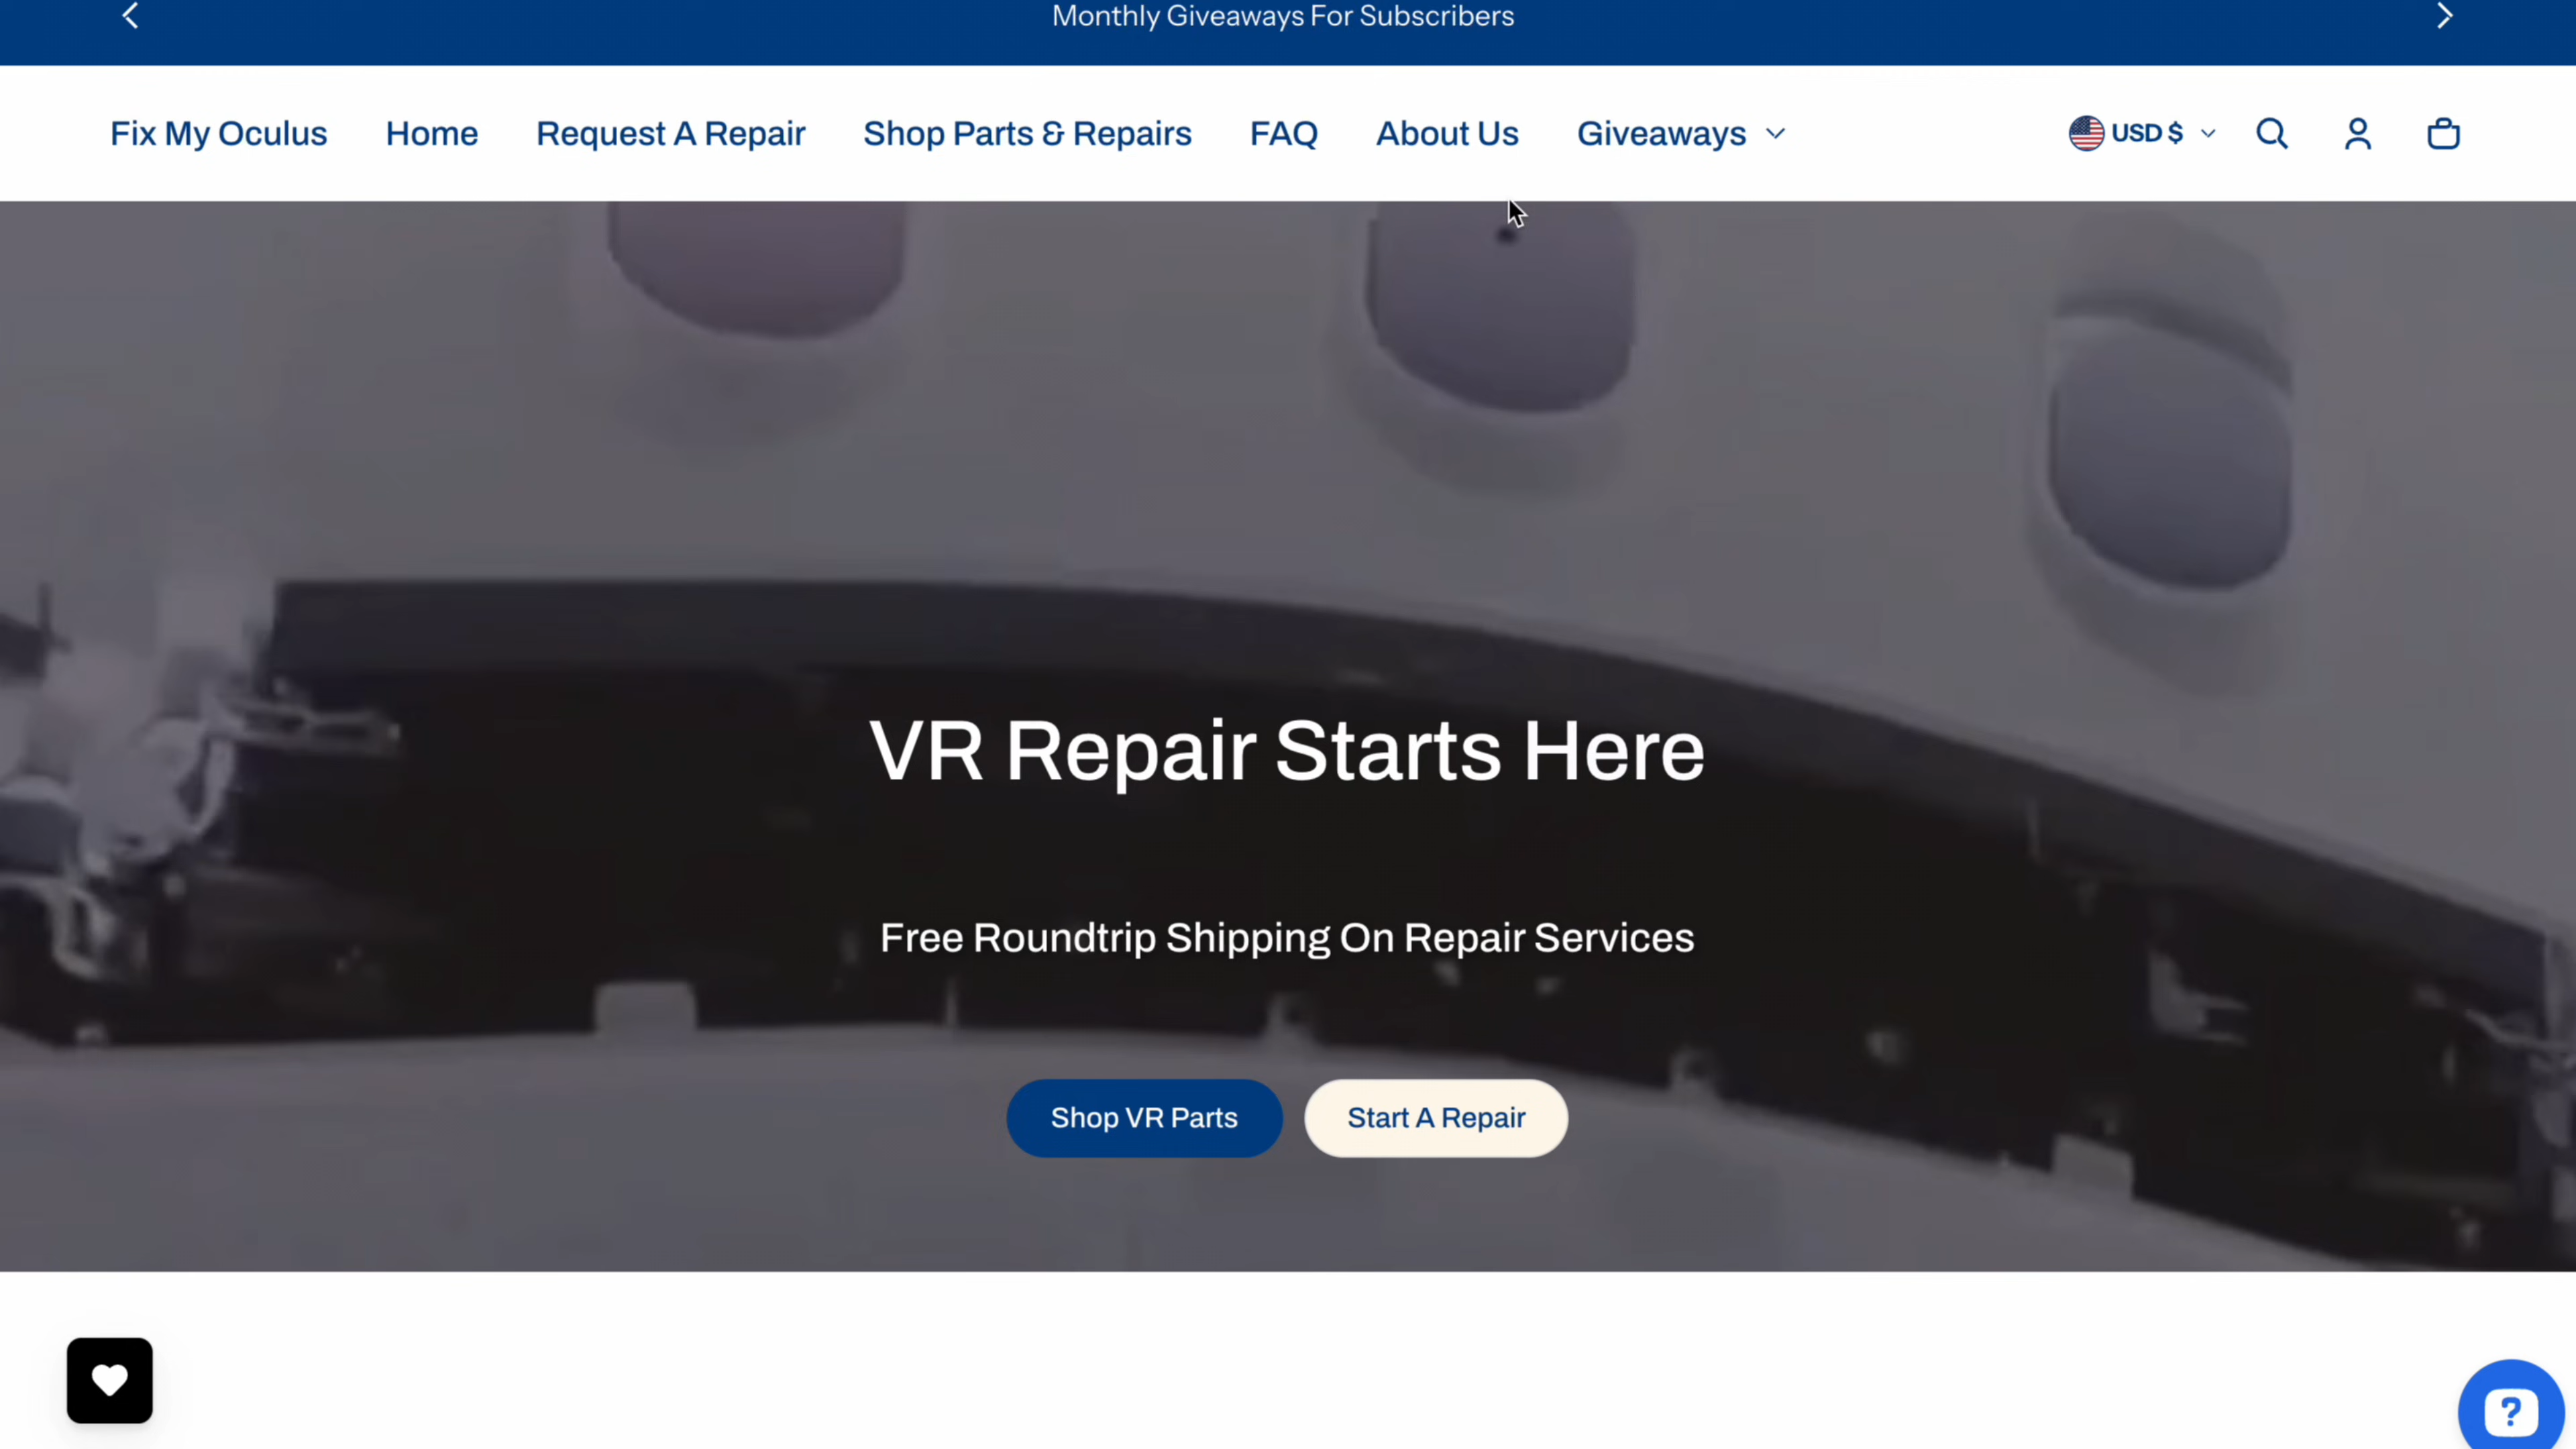 Monthly Giveaways For Subscribers
Fix My Oculus Home Request A Repair Shop Parts & Repairs FAQ About Us Giveaways USD $
VR Repair Starts Here
Free Roundtrip Shipping On Repair Services
Shop VR Parts Start A Repair
?